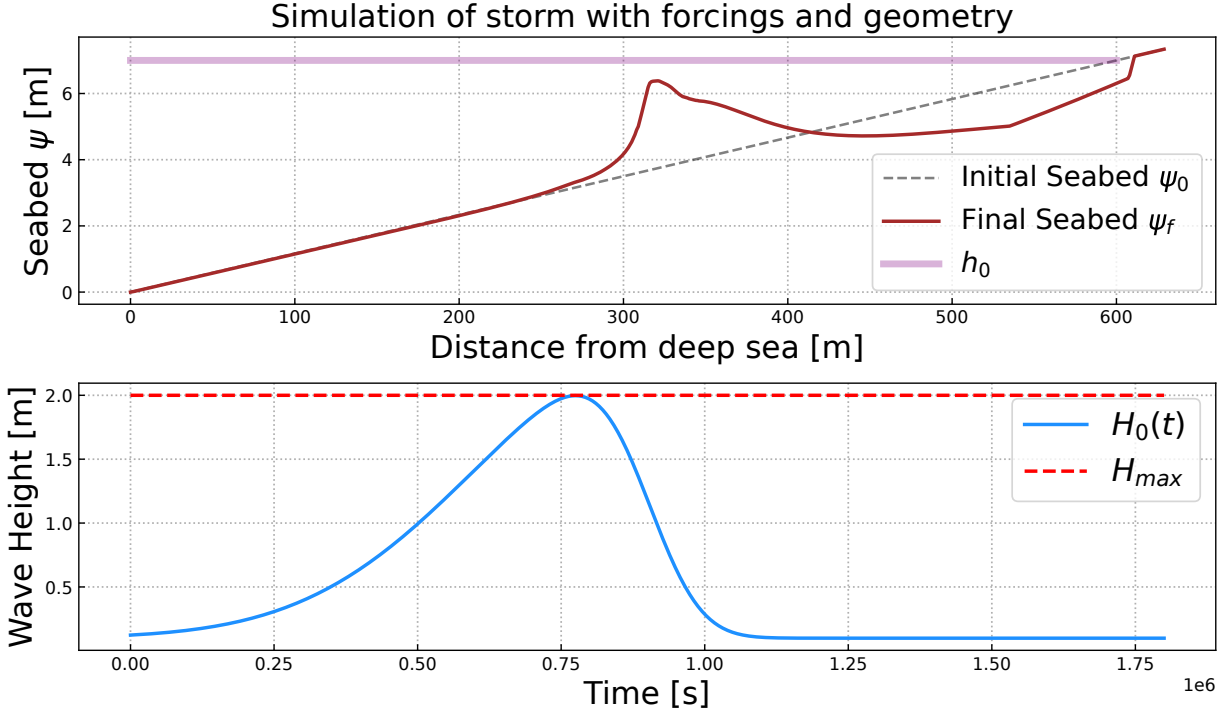 Simulation of storm with forcings and geometry
Seabed ψ [m]
6
4
2
0
Initial Seabed ψ₀
Final Seabed ψ_f
h₀
0 100 200 300 400 500 600
Distance from deep sea [m]
Wave Height [m]
2.0
1.5
1.0
0.5
H₀(t)
H_max
0.00 0.25 0.50 0.75 1.00 1.25 1.50 1.75
1e6
Time [s]